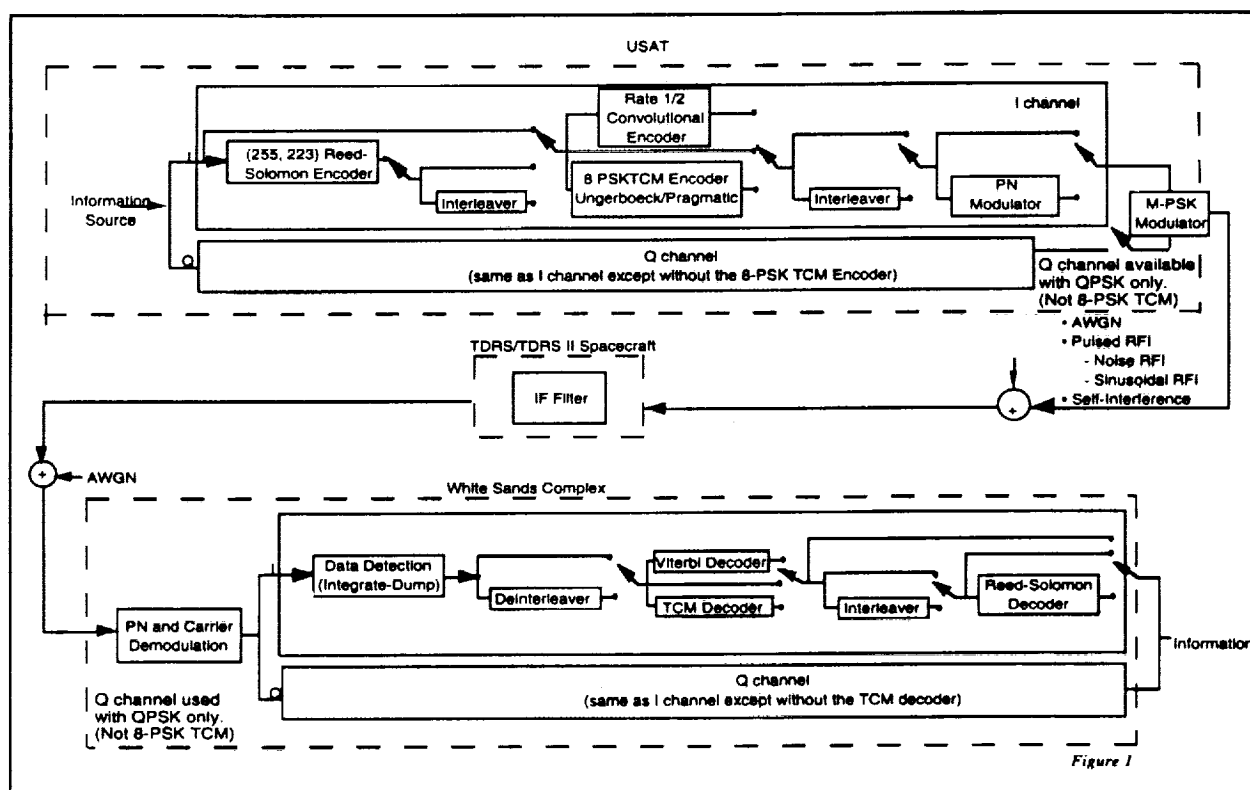 USAT
I channel
Rate 1/2
Convolutional
Encoder
(255, 223) Reed-
Solomon Encoder
Interleaver
8 PSKTCM Encoder
Ungerboeck/Pragmatic
Interleaver
PN
Modulator
I
Information
Source
M-PSK
Modulator
Q
Q channel
(same as I channel except without the 8-PSK TCM Encoder)
Q channel available
with QPSK only.
(Not 8-PSK TCM)
• AWGN
• Pulsed RFI
- Noise RFI
- Sinusoidal RFI
• Self-Interference
TDRS/TDRS II Spacecraft
IF Filter
+
+
AWGN
White Sands Complex
I
Data Detection
(Integrate-Dump)
Deinterleaver
Viterbi Decoder
TCM Decoder
Interleaver
Reed-Solomon
Decoder
PN and Carrier
Demodulation
Information
Q
Q channel
(same as I channel except without the TCM decoder)
Q channel used
with QPSK only.
(Not 8-PSK TCM)
Figure 1